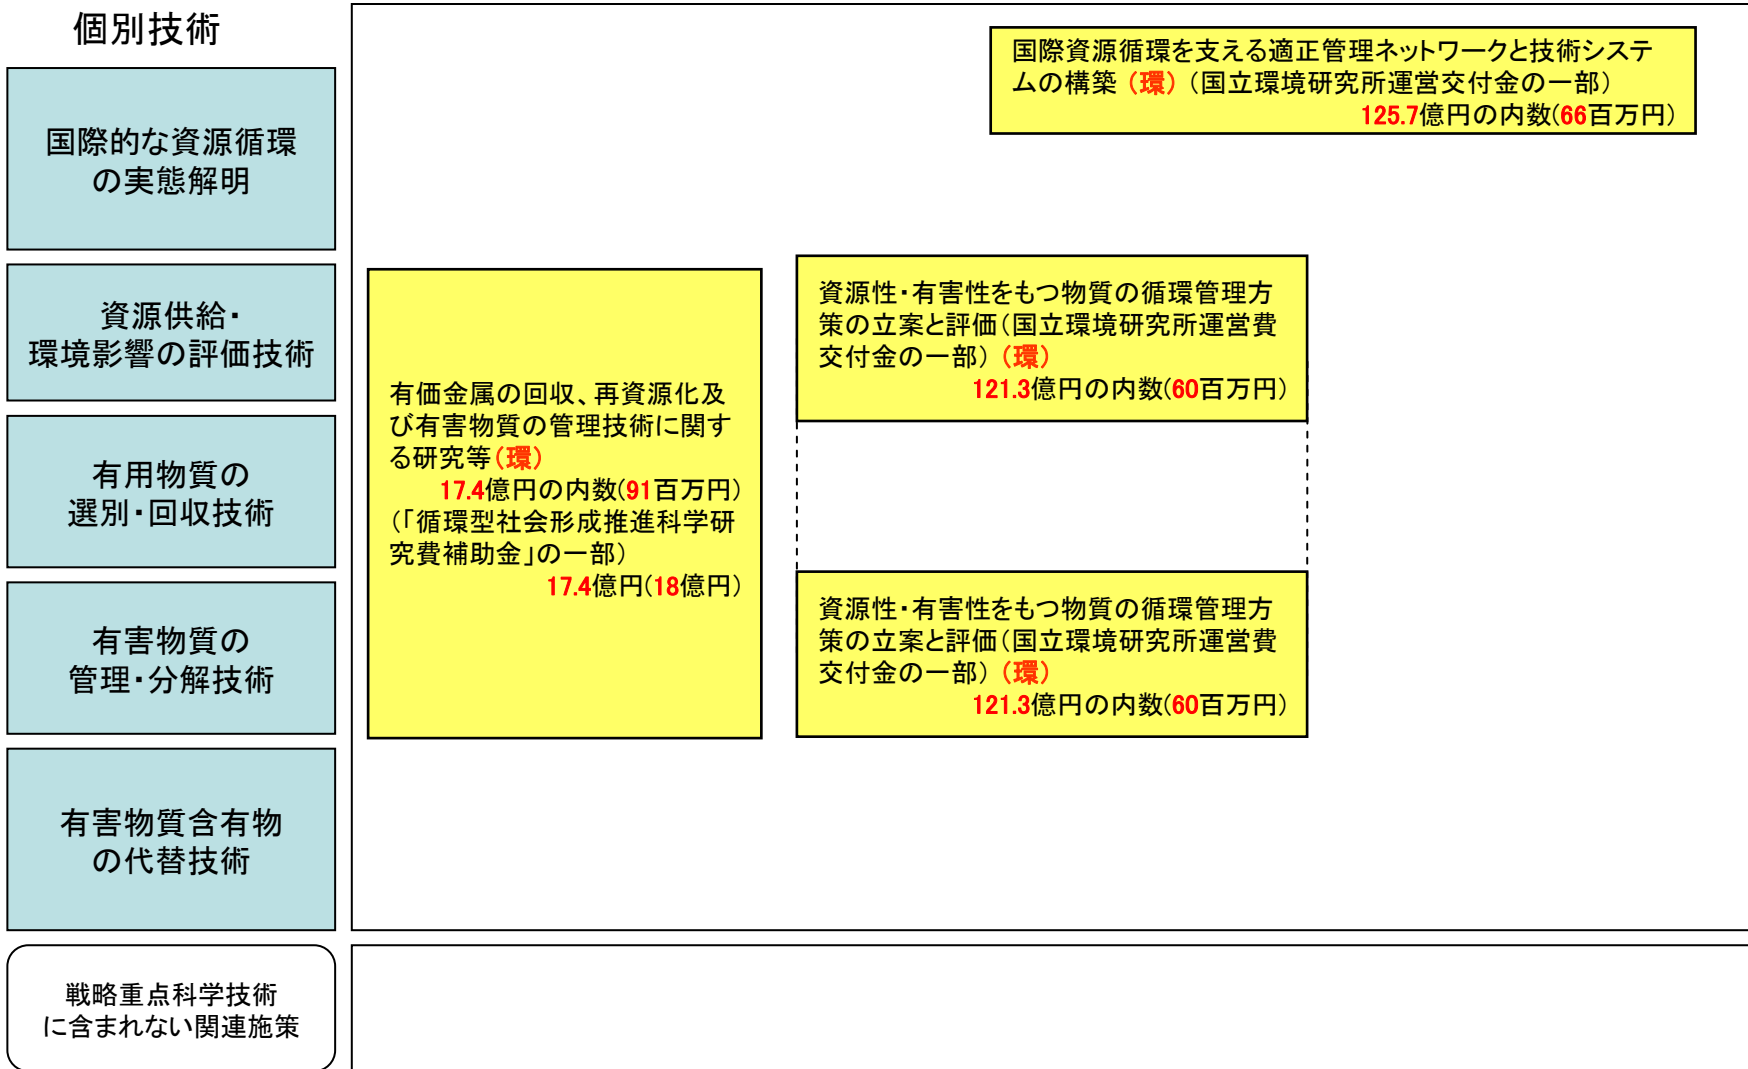 個別技術
国際的な資源循環
の実態解明
資源供給・
環境影響の評価技術
有用物質の
選別・回収技術
有害物質の
管理・分解技術
有害物質含有物
の代替技術
戦略重点科学技術
に含まれない関連施策
国際資源循環を支える適正管理ネットワークと技術システ
ムの構築（環）（国立環境研究所運営交付金の一部）
125.7億円の内数(66百万円）
有価金属の回収、再資源化及
び有害物質の管理技術に関す
る研究等（環）
17.4億円の内数(91百万円）
（「循環型社会形成推進科学研
究費補助金」の一部）
17.4億円(18億円）
資源性・有害性をもつ物質の循環管理方
策の立案と評価（国立環境研究所運営費
交付金の一部）（環）
121.3億円の内数(60百万円）
資源性・有害性をもつ物質の循環管理方
策の立案と評価（国立環境研究所運営費
交付金の一部）（環）
121.3億円の内数(60百万円）